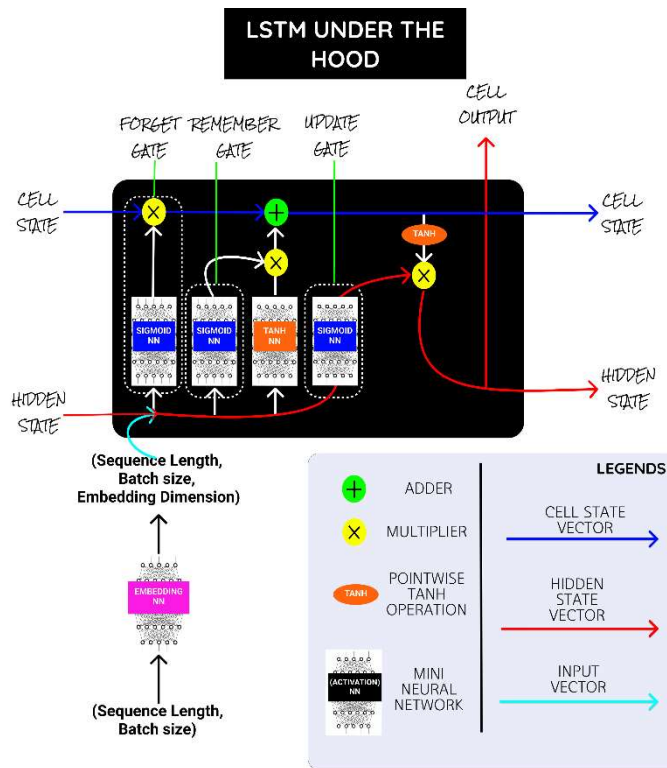 LSTM UNDER THE
HOOD
CELL
OUTPUT
FORGET
GATE
REMEMBER
GATE
UPDATE
GATE
CELL
STATE
×
+
CELL
STATE
TANH
×
×
SIGMOID
NN
SIGMOID
NN
TANH
NN
SIGMOID
NN
HIDDEN
STATE
HIDDEN
STATE
(Sequence Length,
Batch size,
Embedding Dimension)
EMBEDDING
NN
(Sequence Length,
Batch size)
LEGENDS
+
ADDER
×
MULTIPLIER
TANH
POINTWISE
TANH
OPERATION
(ACTIVATION)
NN
MINI
NEURAL
NETWORK
CELL STATE
VECTOR
HIDDEN
STATE
VECTOR
INPUT
VECTOR